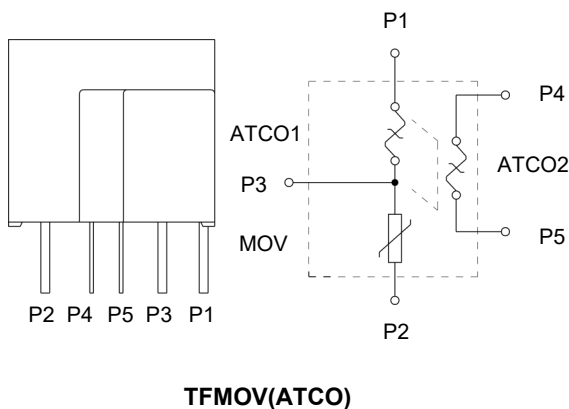 P1
P4
ATCO1
ATCO2
P3
MOV
P5
P2 P4 P5 P3 P1
P2
TFMOV(ATCO)